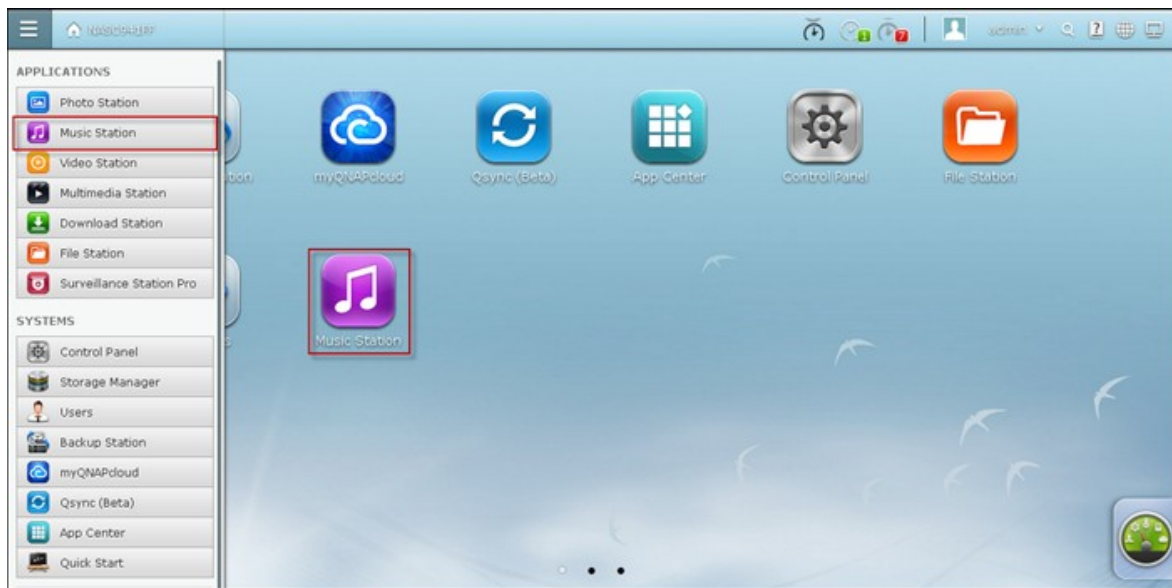 admin
1
7
?
APPLICATIONS
Photo Station
Music Station
Video Station
Multimedia Station
Download Station
File Station
Surveillance Station Pro
SYSTEMS
Control Panel
Storage Manager
Users
Backup Station
myQNAPcloud
Qsync (Beta)
App Center
Quick Start
myQNAPcloud
Qsync (Beta)
App Center
Control Panel
File Station
Music Station